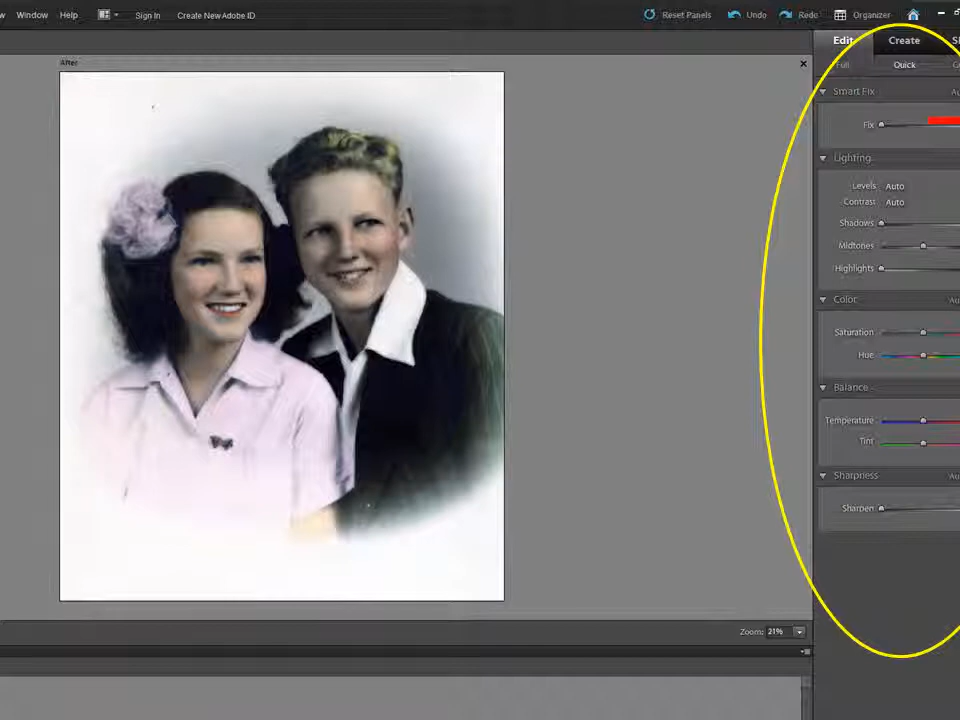 Window Help Sign In Create New Adobe ID Reset Panels Undo Redo Organizer
Edit Create
After
Full Quick
Smart Fix
Fix
Lighting
Levels Auto
Contrast Auto
Shadows
Midtones
Highlights
Color
Saturation
Hue
Balance
Temperature
Tint
Sharpness
Sharpen
Zoom: 21%